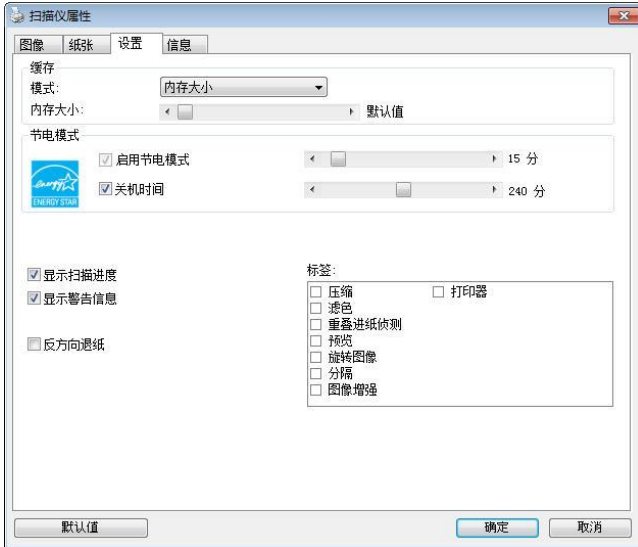 扫描仪属性
图像 纸张 设置 信息
缓存
模式: 内存大小
内存大小: 默认值
节电模式
启用节电模式 15 分
关机时间 240 分
energy
ENERGY STAR
显示扫描进度
显示警告信息
反方向退纸
标签:
压缩 打印器
滤色
重叠进纸侦测
预览
旋转图像
分隔
图像增强
默认值 确定 取消